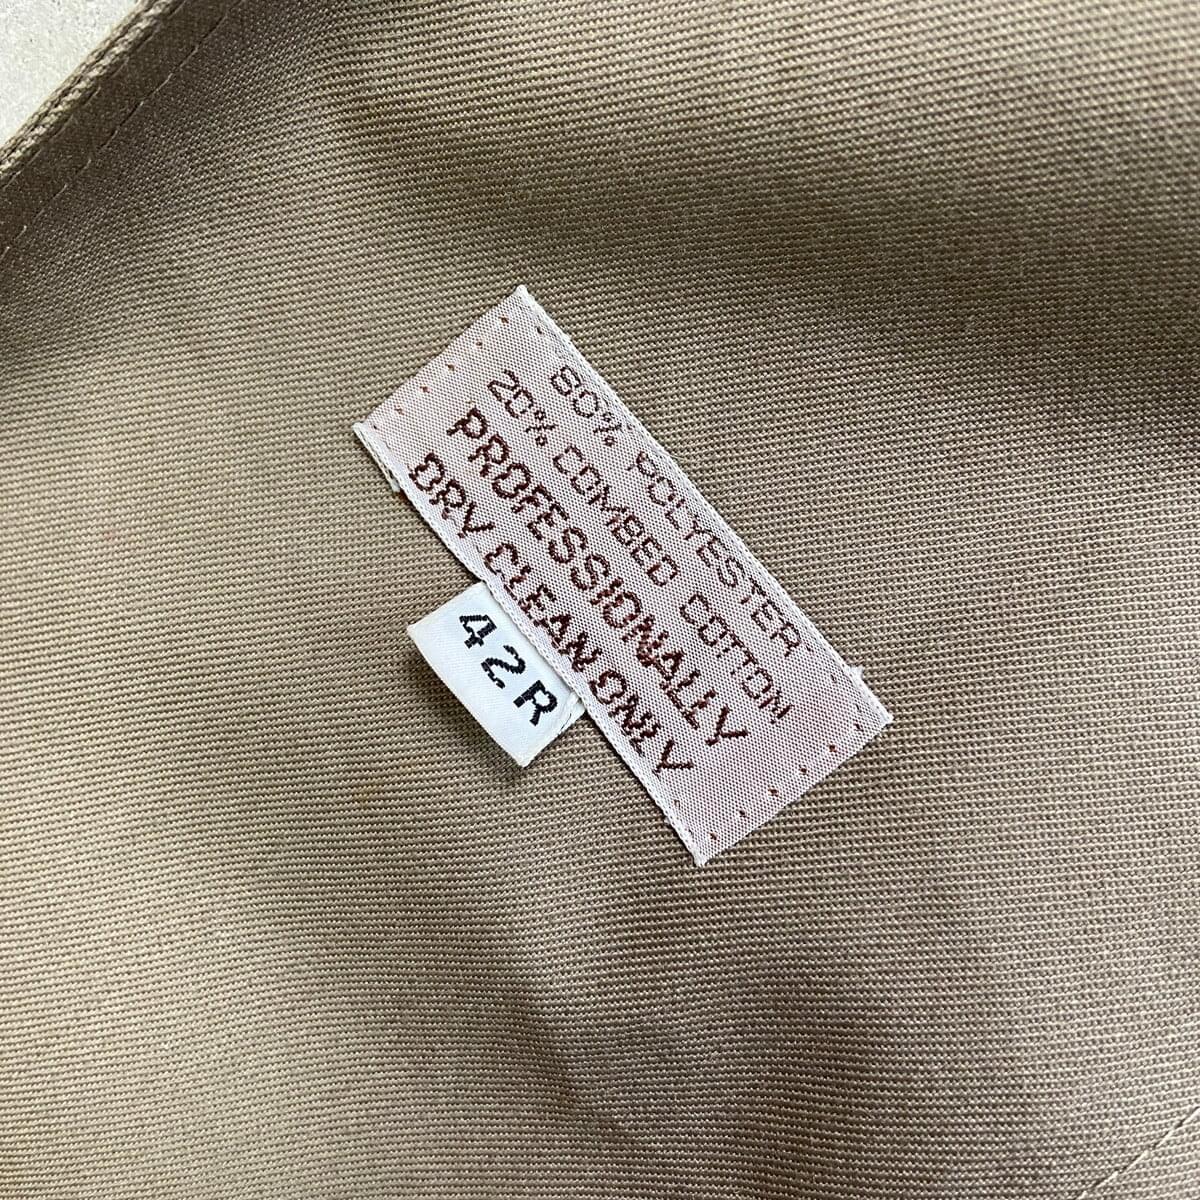 80% POLYESTER
20% COMBED COTTON
PROFESSIONALLY
DRY CLEAN ONLY
42R